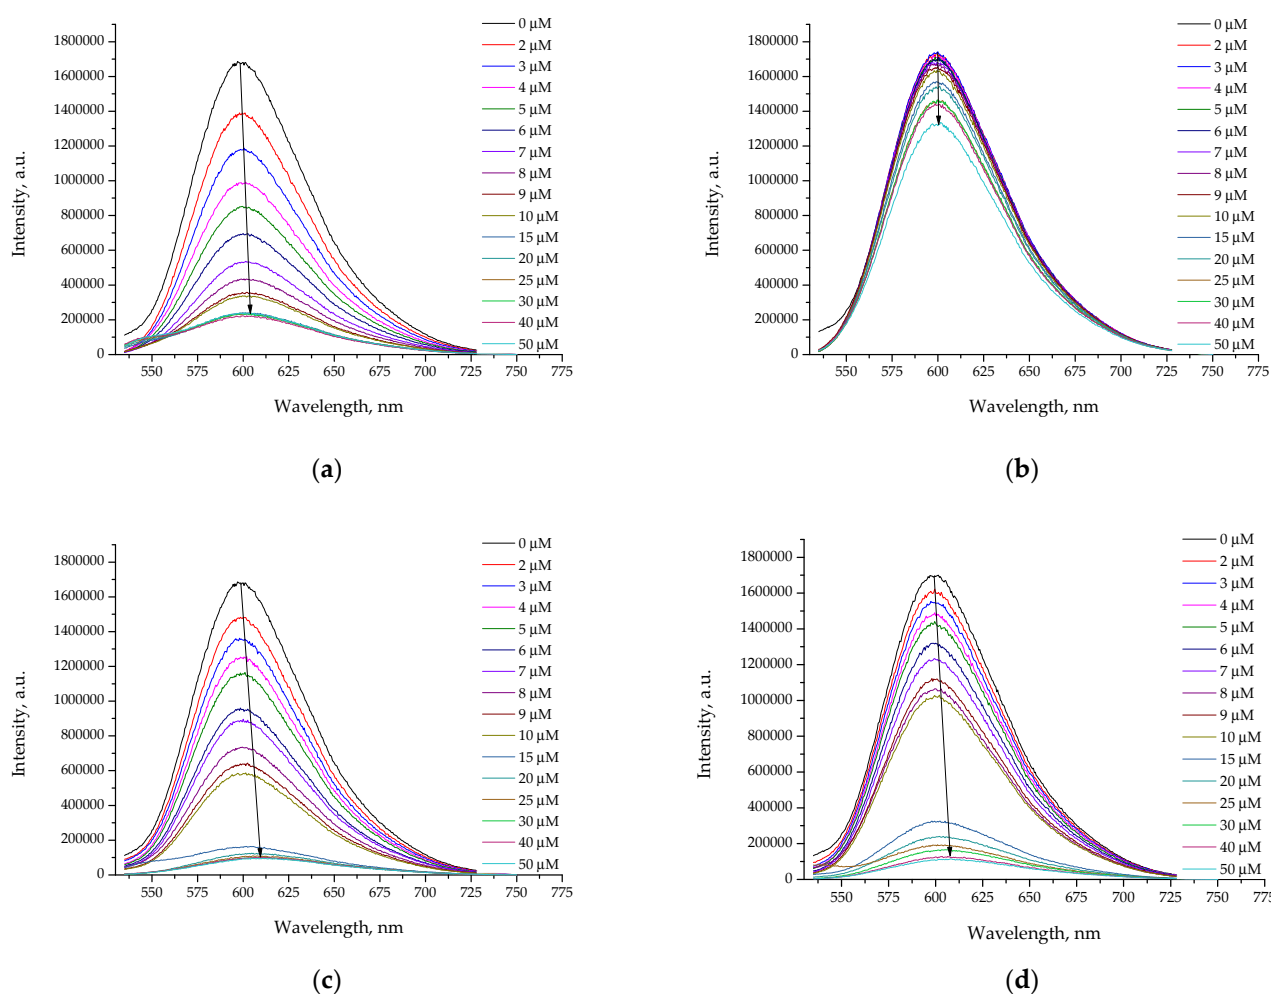 Intensity, a.u.
1800000
1600000
1400000
1200000
1000000
800000
600000
400000
200000
0
550 575 600 625 650 675 700 725 750 775
Wavelength, nm
0 µM
2 µM
3 µM
4 µM
5 µM
6 µM
7 µM
8 µM
9 µM
10 µM
15 µM
20 µM
25 µM
30 µM
40 µM
50 µM
(a)
Intensity, a.u.
1800000
1600000
1400000
1200000
1000000
800000
600000
400000
200000
0
550 575 600 625 650 675 700 725 750 775
Wavelength, nm
0 µM
2 µM
3 µM
4 µM
5 µM
6 µM
7 µM
8 µM
9 µM
10 µM
15 µM
20 µM
25 µM
30 µM
40 µM
50 µM
(b)
Intensity, a.u.
1800000
1600000
1400000
1200000
1000000
800000
600000
400000
200000
0
550 575 600 625 650 675 700 725 750 775
Wavelength, nm
0 µM
2 µM
3 µM
4 µM
5 µM
6 µM
7 µM
8 µM
9 µM
10 µM
15 µM
20 µM
25 µM
30 µM
40 µM
50 µM
(c)
Intensity, a.u.
1800000
1600000
1400000
1200000
1000000
800000
600000
400000
200000
0
550 575 600 625 650 675 700 725 750 775
Wavelength, nm
0 µM
2 µM
3 µM
4 µM
5 µM
6 µM
7 µM
8 µM
9 µM
10 µM
15 µM
20 µM
25 µM
30 µM
40 µM
50 µM
(d)